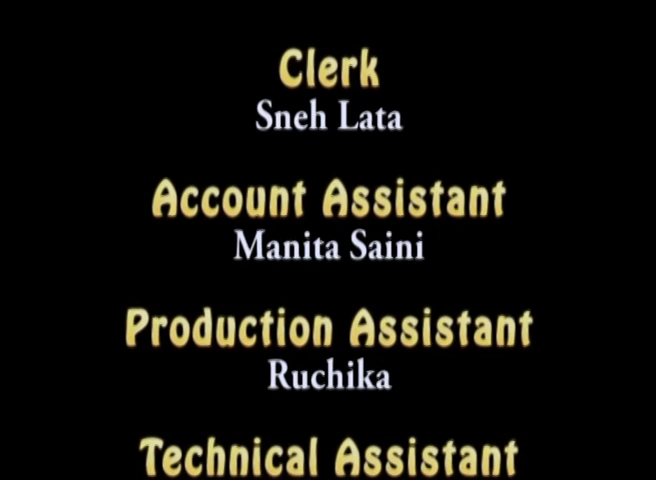 Clerk
Sneh Lata
Account Assistant
Manita Saini
Production Assistant
Ruchika
Technical Assistant